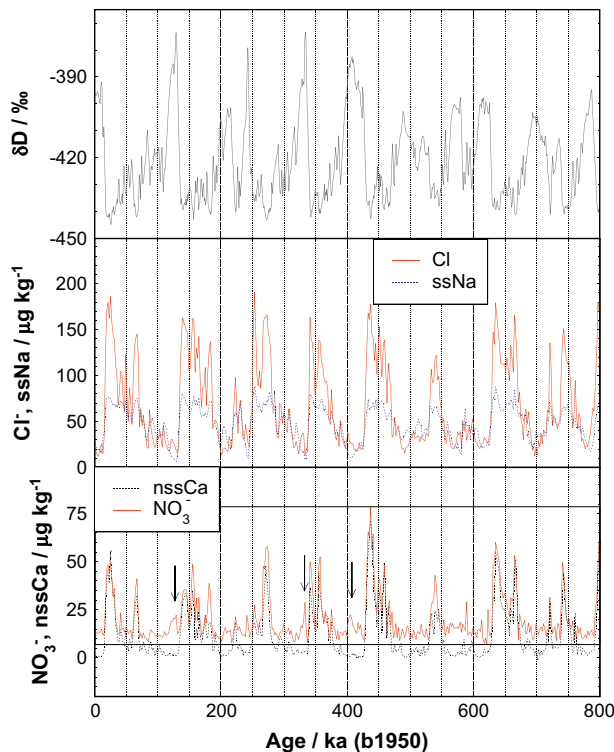 δD / ‰
-390
-420
-450
Cl⁻, ssNa / µg kg⁻¹
200
150
100
50
0
Cl
ssNa
NO₃⁻, nssCa / µg kg⁻¹
75
50
25
0
nssCa
NO₃⁻
0 200 400 600 800
Age / ka (b1950)